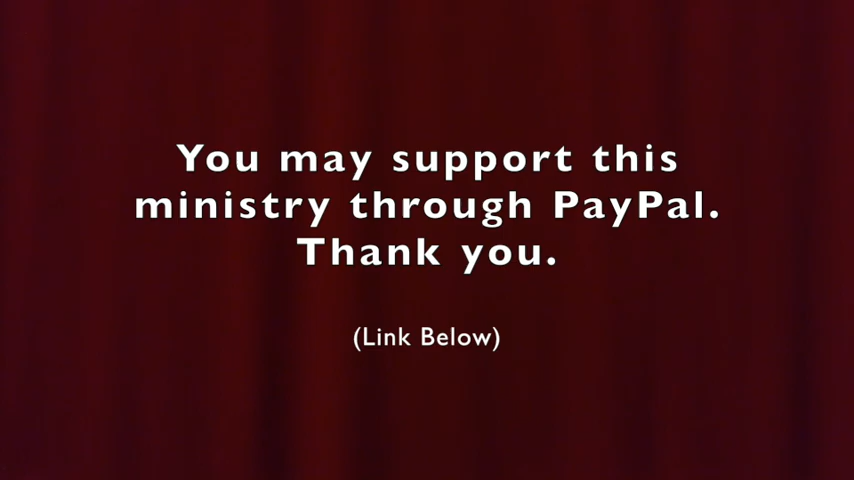 You may support this
ministry through PayPal.
Thank you.
(Link Below)